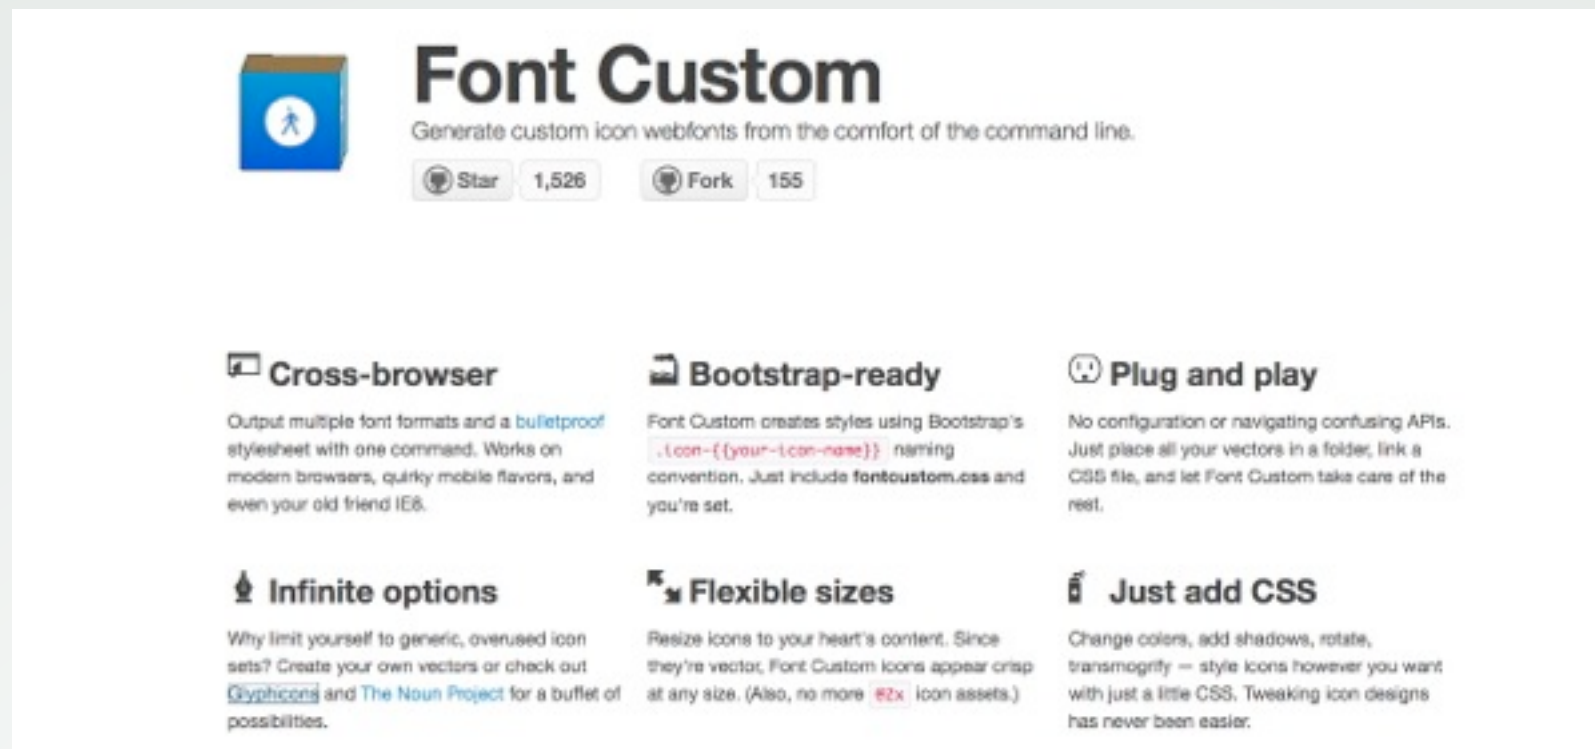 Font Custom
Generate custom icon webfonts from the comfort of the command line.
Star 1,526 Fork 155
Cross-browser
Output multiple font formats and a bulletproof
stylesheet with one command. Works on
modern browsers, quirky mobile flavors, and
even your old friend IE8.
Bootstrap-ready
Font Custom creates styles using Bootstrap's
.icon-{{your-icon-name}} naming
convention. Just include fontcustom.css and
you're set.
Plug and play
No configuration or navigating confusing APIs.
Just place all your vectors in a folder, link a
CSS file, and let Font Custom take care of the
rest.
Infinite options
Why limit yourself to generic, overused icon
sets? Create your own vectors or check out
Glyphicons and The Noun Project for a buffet of
possibilities.
Flexible sizes
Resize icons to your heart's content. Since
they're vector, Font Custom icons appear crisp
at any size. (Also, no more @2x icon assets.)
Just add CSS
Change colors, add shadows, rotate,
transmogrify — style icons however you want
with just a little CSS. Tweaking icon designs
has never been easier.